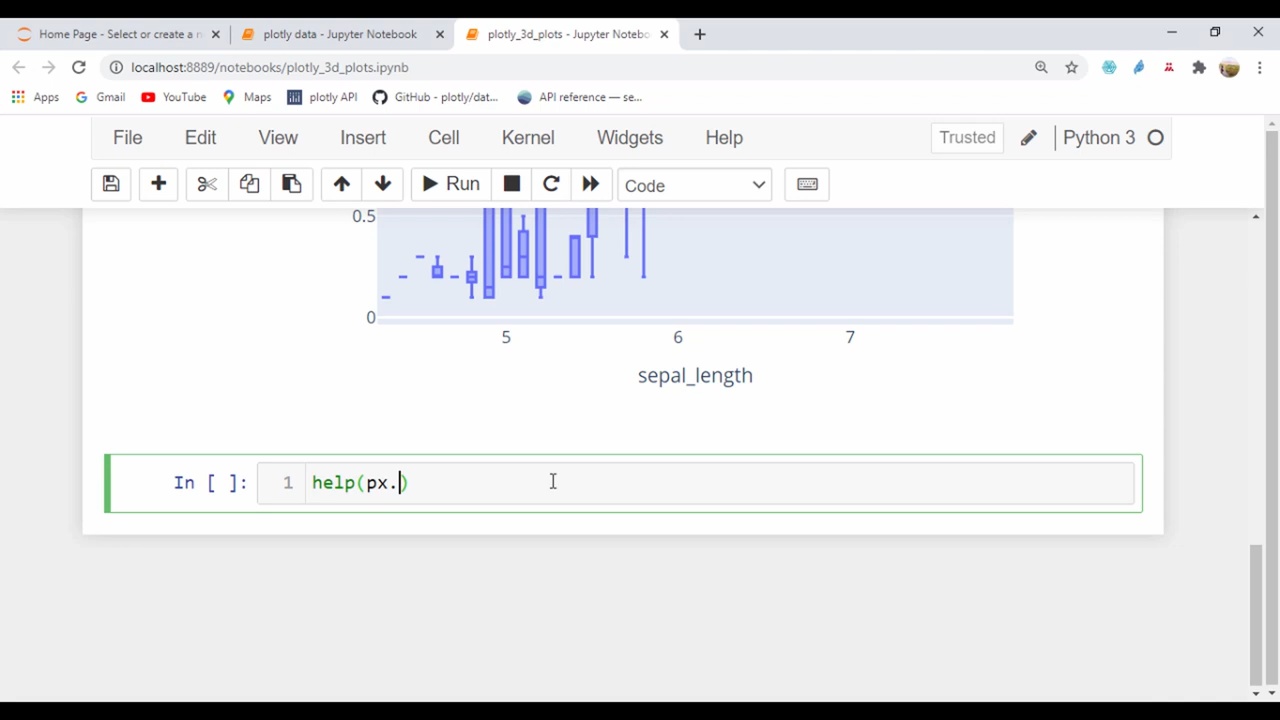 Home Page - Select or create a n
plotly data - Jupyter Notebook
plotly_3d_plots - Jupyter Notebo
localhost:8889/notebooks/plotly_3d_plots.ipynb
Apps Gmail YouTube Maps plotly API GitHub - plotly/dat... API reference — se...
File Edit View Insert Cell Kernel Widgets Help Trusted Python 3
Run Code
0.5
0
5 6 7
sepal_length
In [ ]: 1 help(px.)